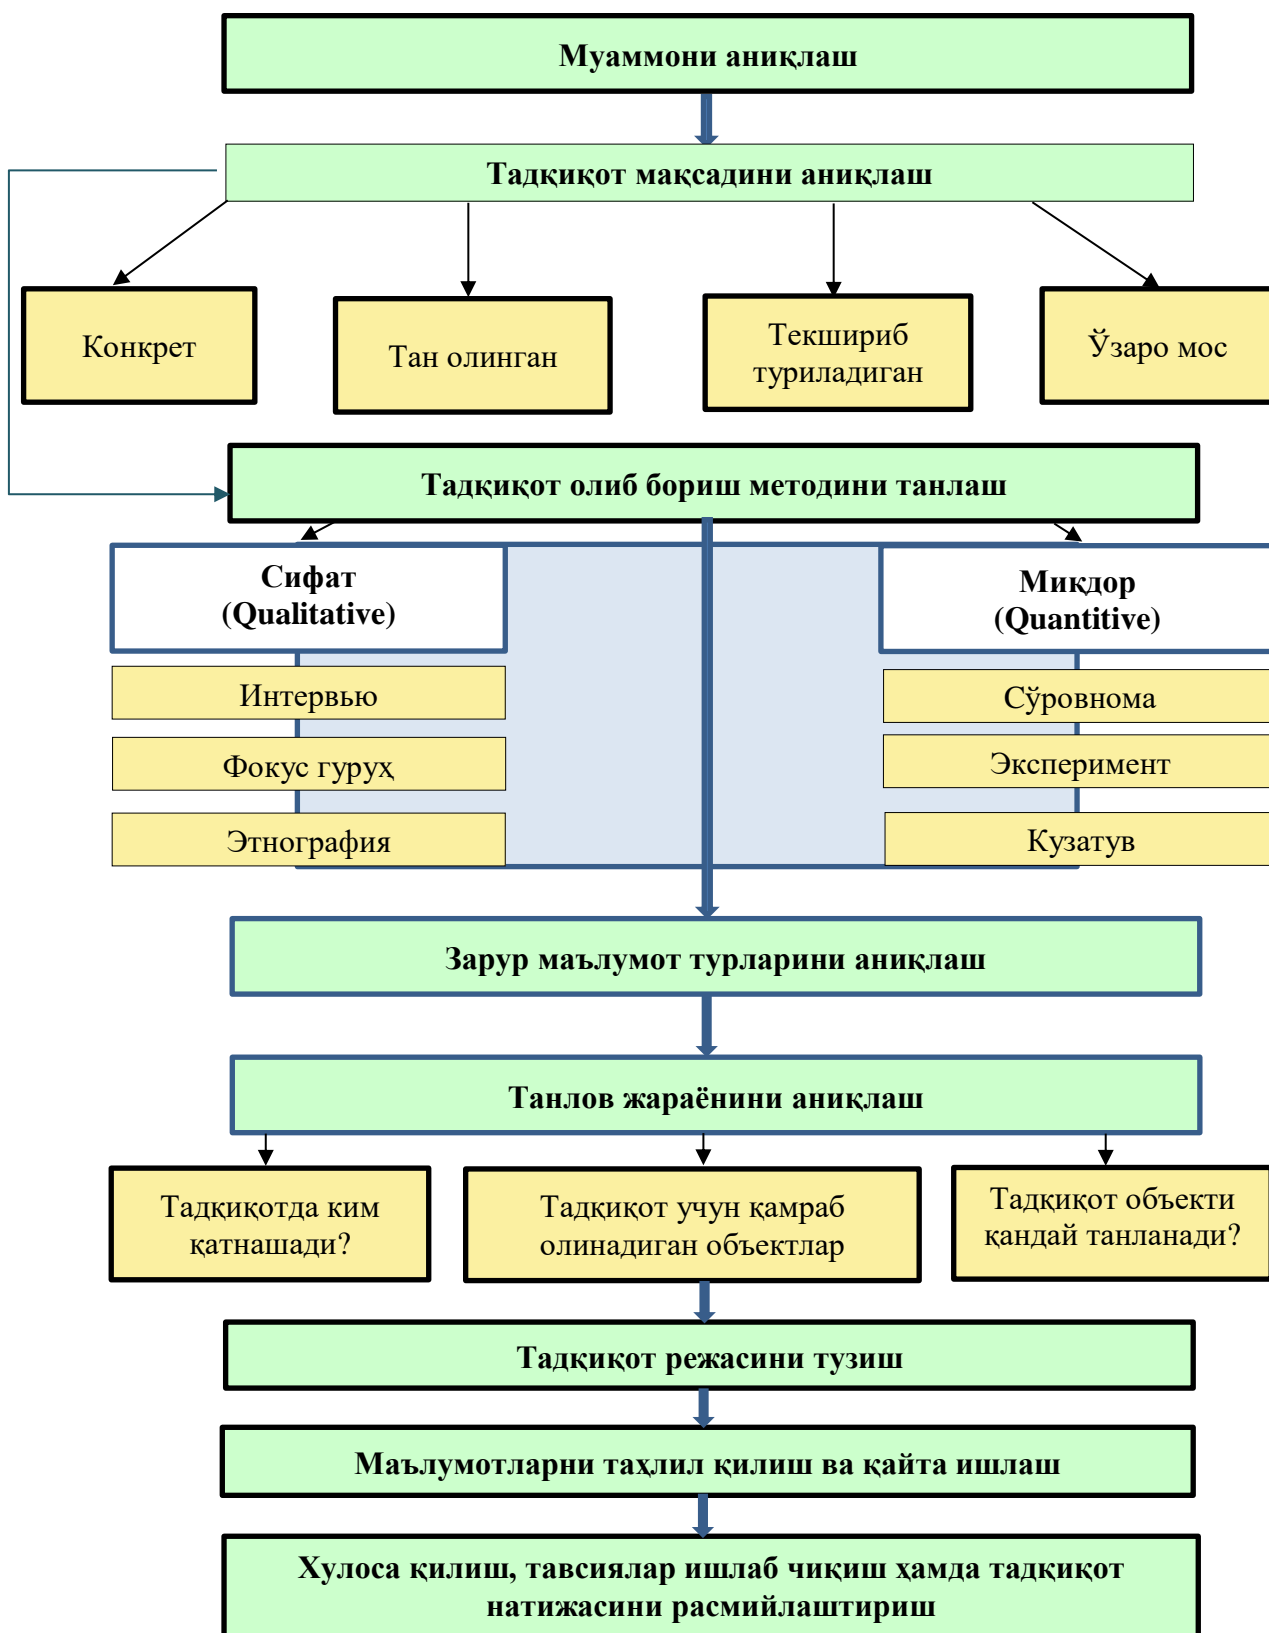 Муаммони аниқлаш
Тадқиқот мақсадини аниқлаш
Конкрет
Тан олинган
Текшириб
туриладиган
Ўзаро мос
Тадқиқот олиб бориш методини танлаш
Сифат
(Qualitative)
Миқдор
(Quantitive)
Интервью
Сўровнома
Фокус гуруҳ
Эксперимент
Этнография
Кузатув
Зарур маълумот турларини аниқлаш
Танлов жараёнини аниқлаш
Тадқиқотда ким
қатнашади?
Тадқиқот учун қамраб
олинадиган объектлар
Тадқиқот объекти
қандай танланади?
Тадқиқот режасини тузиш
Маълумотларни таҳлил қилиш ва қайта ишлаш
Хулоса қилиш, тавсиялар ишлаб чиқиш ҳамда тадқиқот
натижасини расмийлаштириш